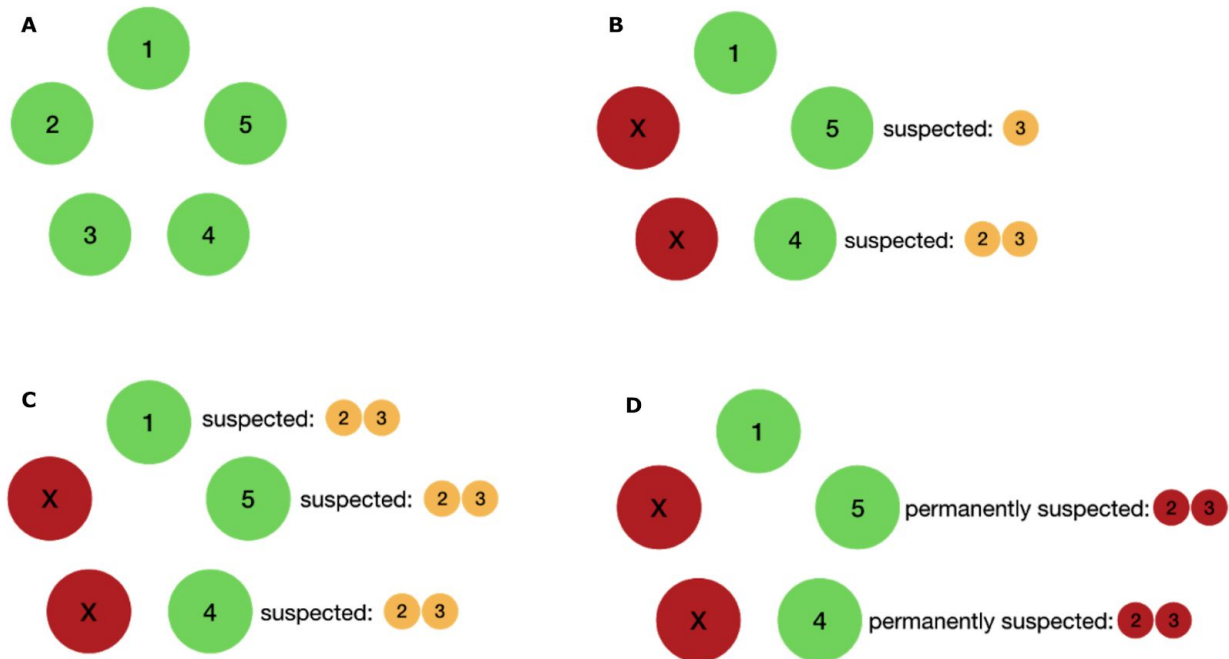 A
1
2
5
3
4
B
1
X
5 suspected: 3
X
4 suspected: 2 3
C
1 suspected: 2 3
X
5 suspected: 2 3
X
4 suspected: 2 3
D
1
X
5 permanently suspected: 2 3
X
4 permanently suspected: 2 3